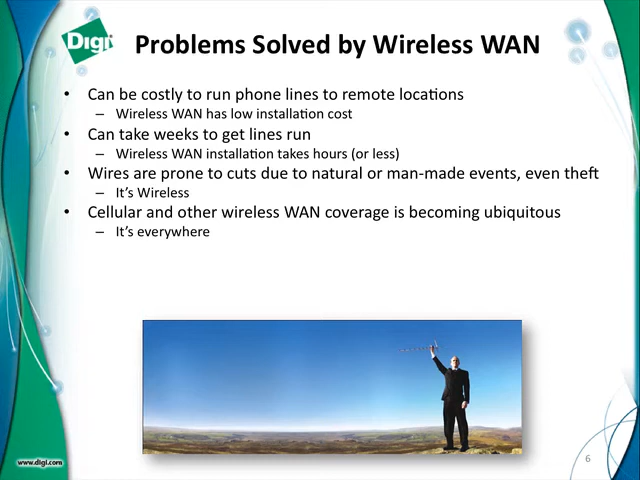 Digi
Problems Solved by Wireless WAN
• Can be costly to run phone lines to remote locations
– Wireless WAN has low installation cost
• Can take weeks to get lines run
– Wireless WAN installation takes hours (or less)
• Wires are prone to cuts due to natural or man-made events, even theft
– It's Wireless
• Cellular and other wireless WAN coverage is becoming ubiquitous
– It's everywhere
www.digi.com
6